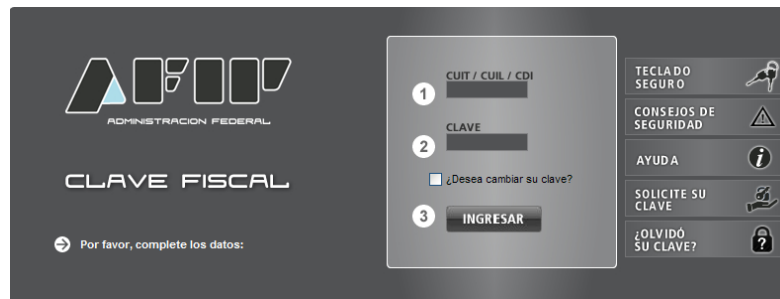 AFIP
ADMINISTRACION FEDERAL
CLAVE FISCAL
Por favor, complete los datos:
CUIT / CUIL / CDI
1
CLAVE
2
¿Desea cambiar su clave?
3 INGRESAR
TECLADO
SEGURO
CONSEJOS DE
SEGURIDAD
AYUDA
i
SOLICITE SU
CLAVE
¿OLVIDÓ
SU CLAVE?
?